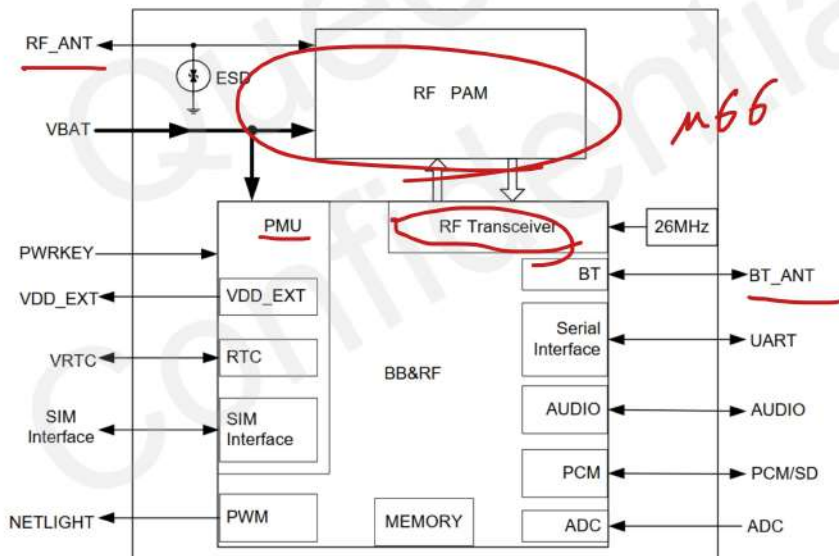 RF_ANT
ESD
RF PAM
VBAT
M66
PMU
RF Transceiver
26MHz
PWRKEY
BT
BT_ANT
VDD_EXT
VDD_EXT
Serial
Interface
UART
VRTC
RTC
BB&RF
SIM
Interface
SIM
Interface
AUDIO
AUDIO
PCM
PCM/SD
NETLIGHT
PWM
MEMORY
ADC
ADC
Confidential